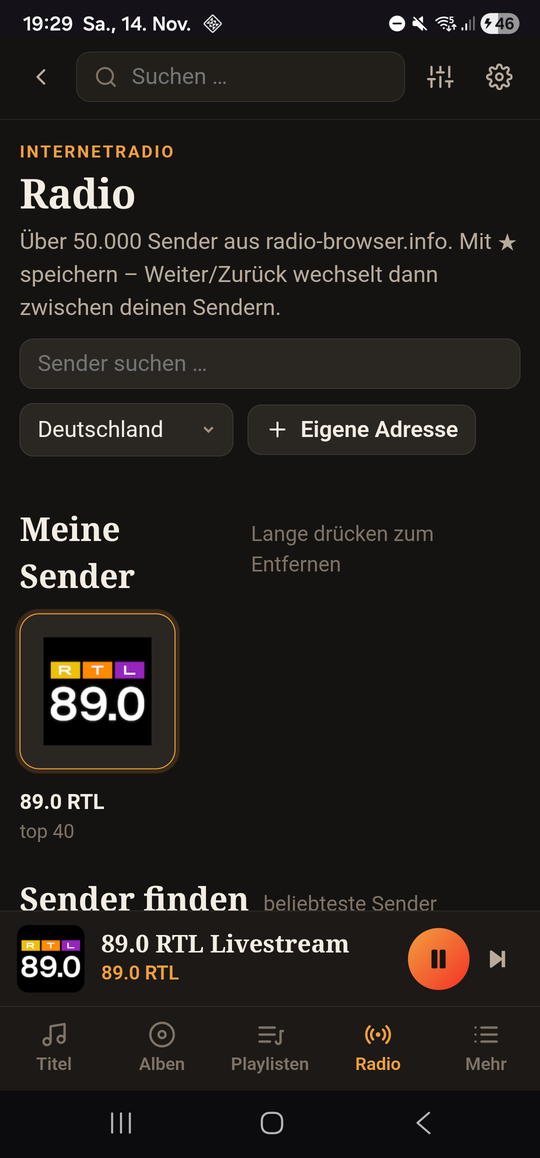 19:29 Sa., 14. Nov. 46
Suchen …
INTERNETRADIO
Radio
Über 50.000 Sender aus radio-browser.info. Mit ★
speichern – Weiter/Zurück wechselt dann
zwischen deinen Sendern.
Sender suchen …
Deutschland
+ Eigene Adresse
Meine
Sender
Lange drücken zum
Entfernen
RTL
89.0
89.0 RTL
top 40
Sender finden beliebteste Sender
RTL
89.0
89.0 RTL Livestream
89.0 RTL
Titel Alben Playlisten Radio Mehr